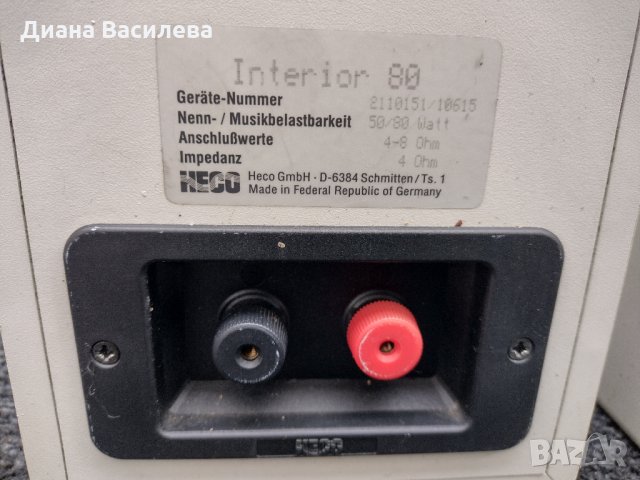 Диана Василева
Interior 80
Geräte-Nummer 2110151/10615
Nenn- / Musikbelastbarkeit 50/80 Watt
Anschlußwerte 4-8 Ohm
Impedanz 4 Ohm
HECO Heco GmbH · D-6384 Schmitten/Ts. 1
Made in Federal Republic of Germany
HECO
BAZAR